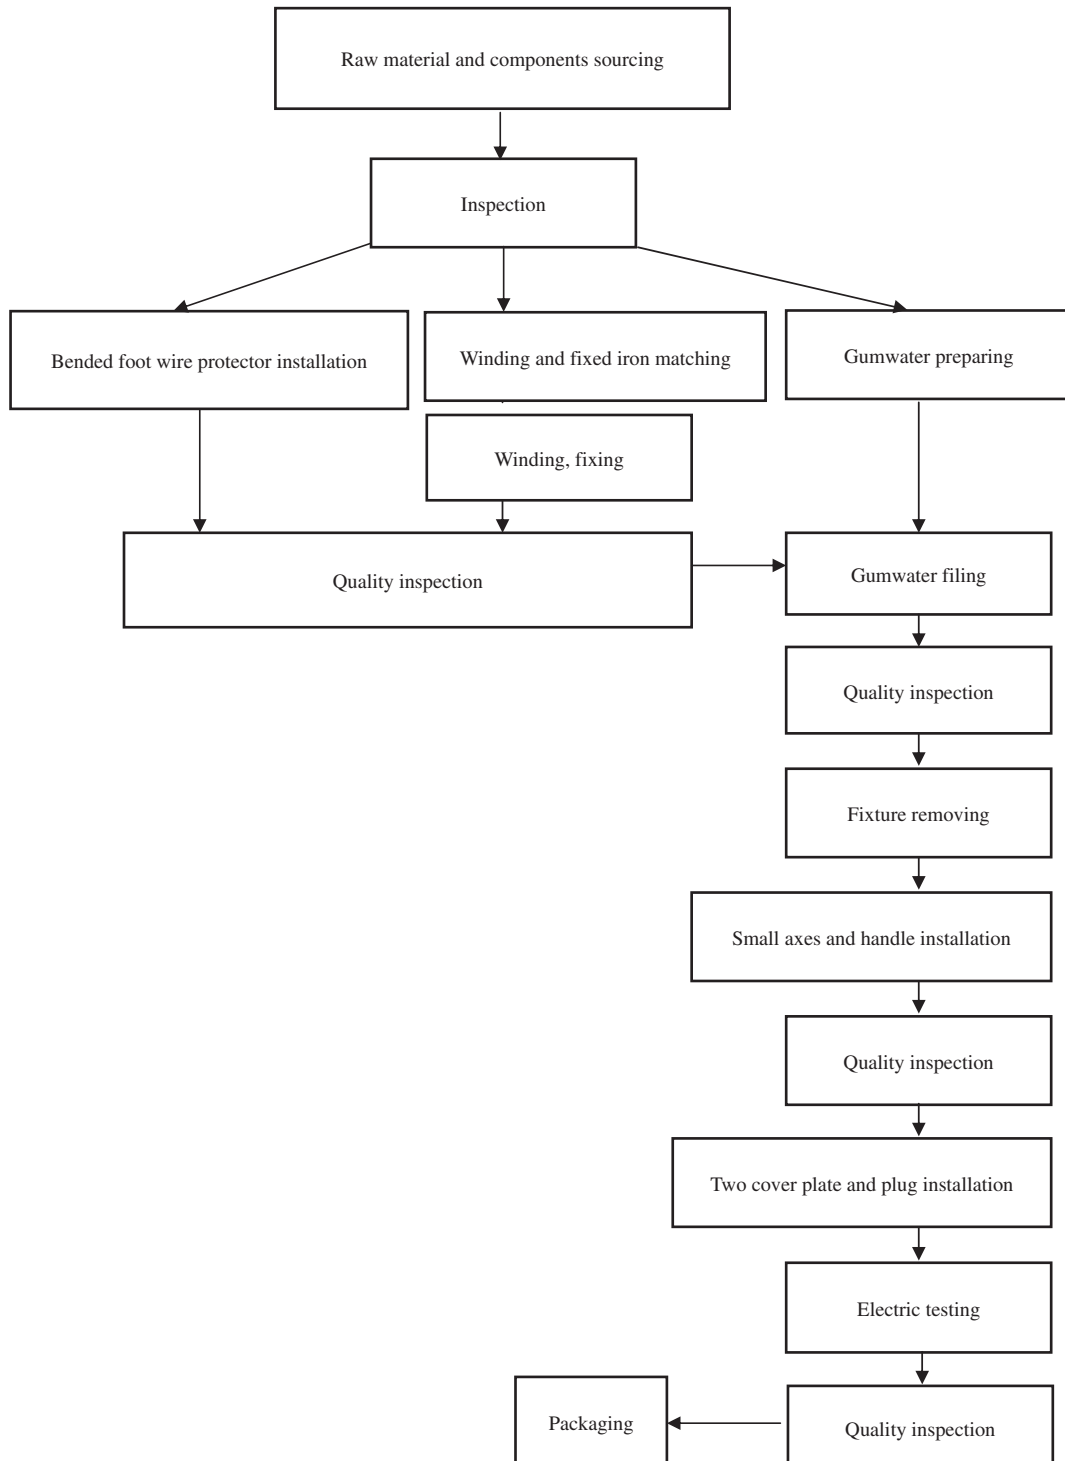 Raw material and components sourcing
Inspection
Bended foot wire protector installation
Winding and fixed iron matching
Gumwater preparing
Winding, fixing
Quality inspection
Gumwater filing
Quality inspection
Fixture removing
Small axes and handle installation
Quality inspection
Two cover plate and plug installation
Electric testing
Packaging
Quality inspection